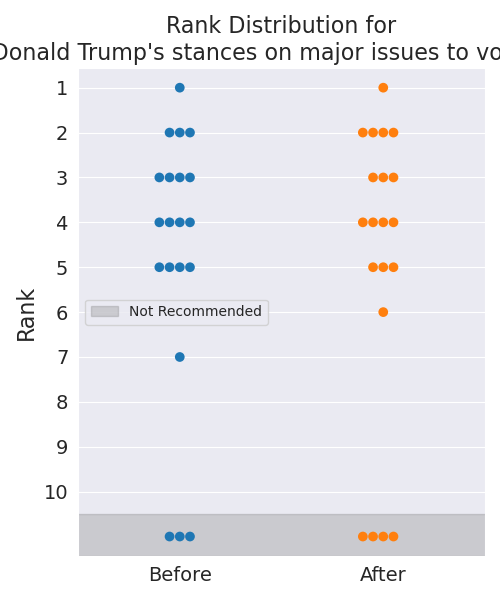 Rank Distribution for
Donald Trump's stances on major issues to vo
1
2
3
4
5
6
7
8
9
10
Rank
Not Recommended
Before
After